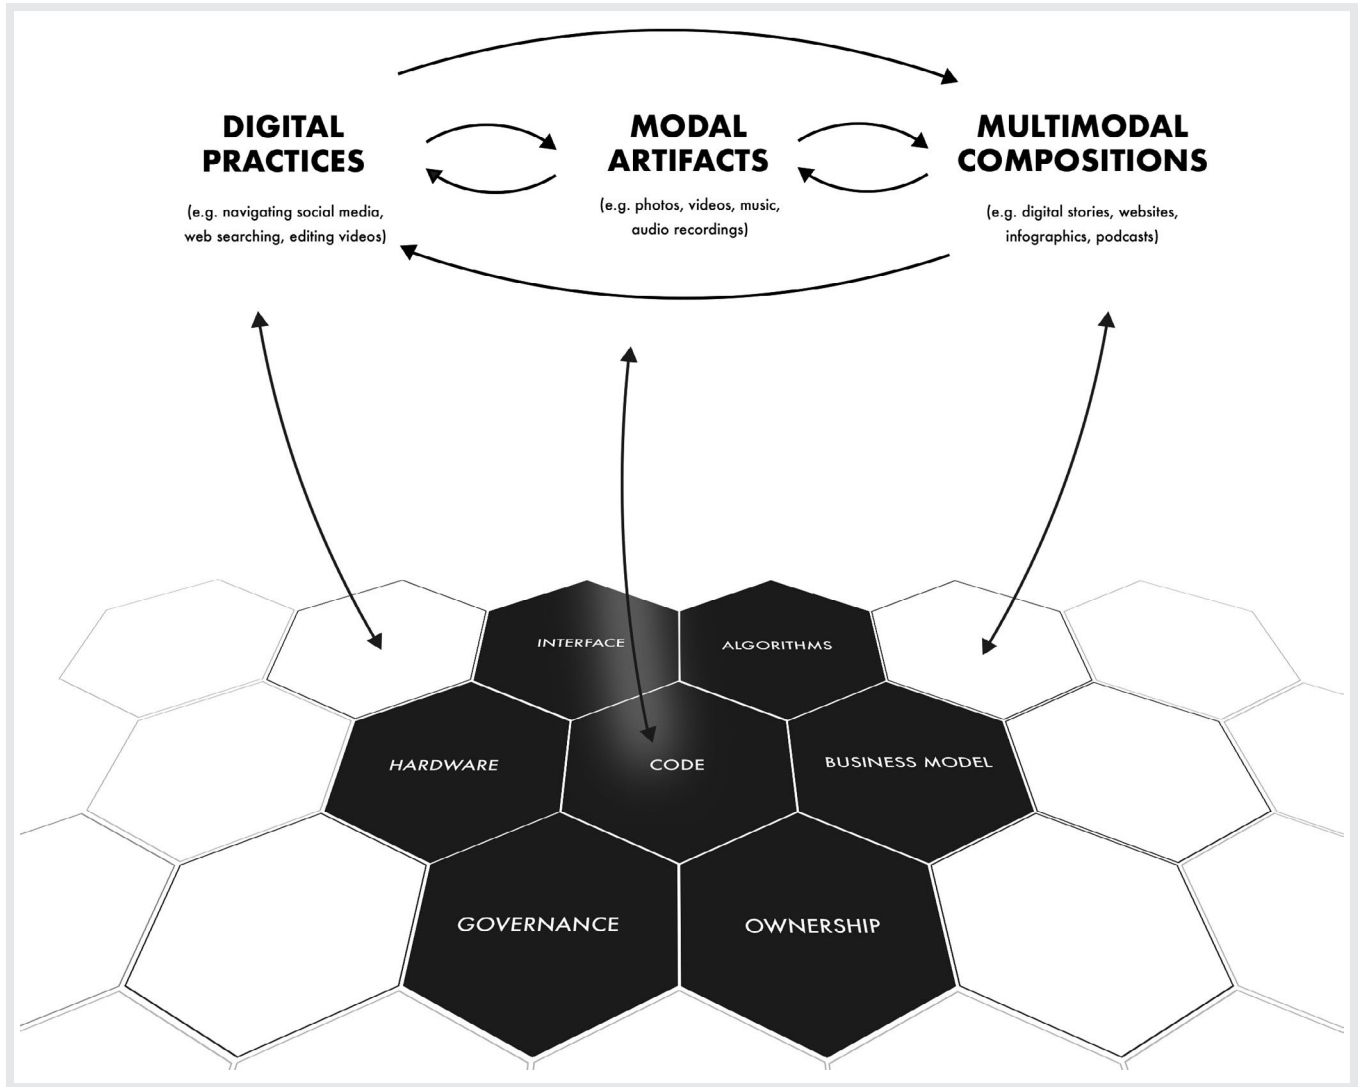 DIGITAL
PRACTICES
(e.g. navigating social media,
web searching, editing videos)
MODAL
ARTIFACTS
(e.g. photos, videos, music,
audio recordings)
MULTIMODAL
COMPOSITIONS
(e.g. digital stories, websites,
infographics, podcasts)
INTERFACE
ALGORITHMS
HARDWARE
CODE
BUSINESS MODEL
GOVERNANCE
OWNERSHIP